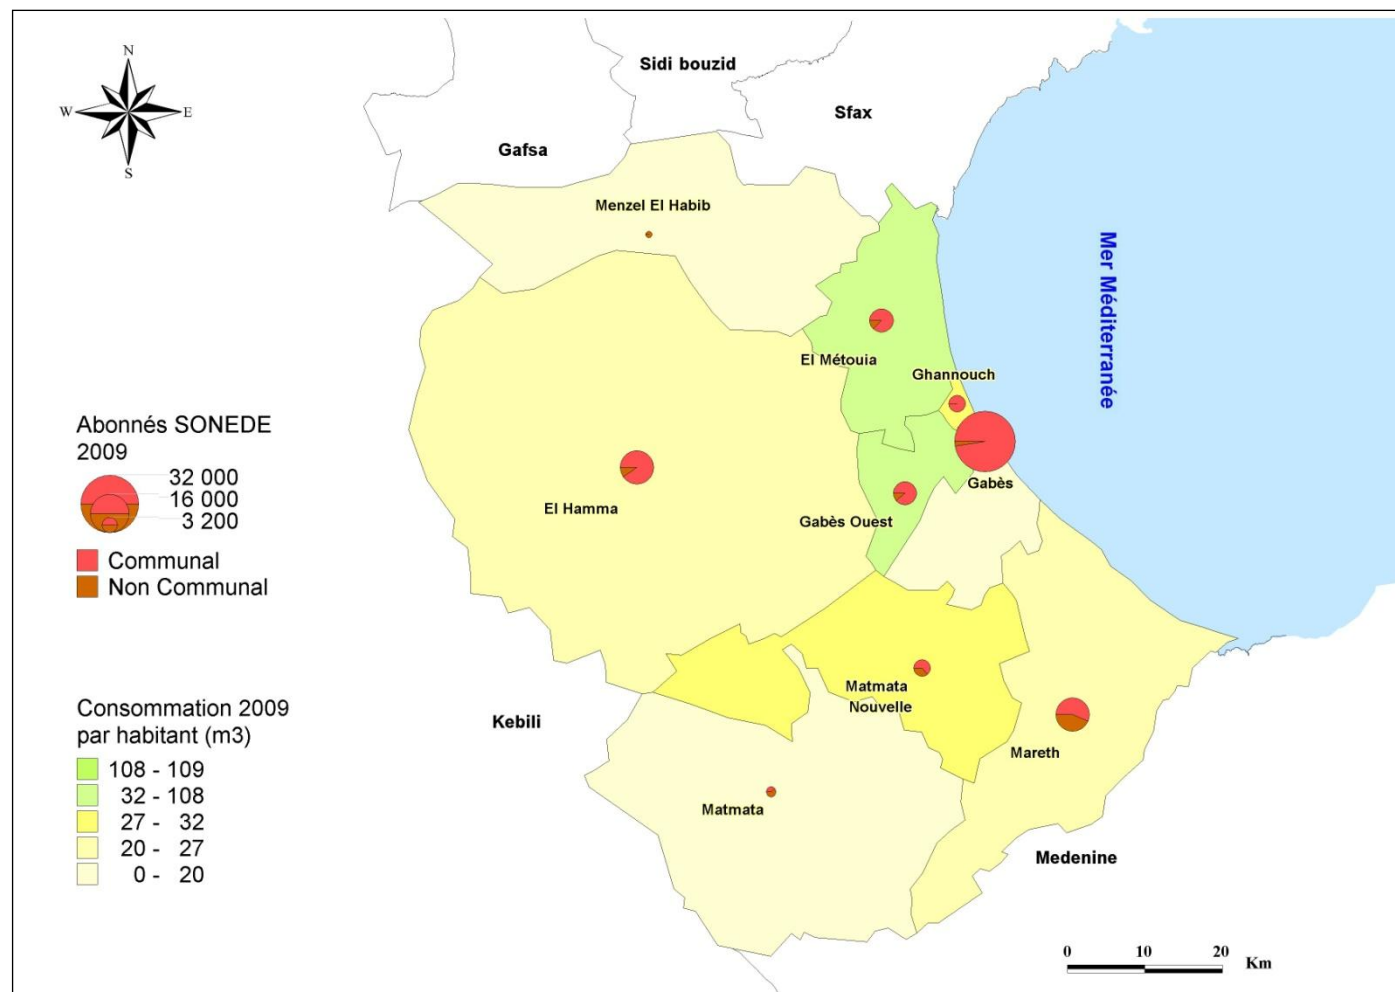 N
W
E
S
Sidi bouzid
Sfax
Gafsa
Menzel El Habib
Mer Méditerranée
El Métouia
Ghannouch
Gabès
El Hamma
Gabès Ouest
Matmata
Nouvelle
Kebili
Mareth
Matmata
Medenine
Abonnés SONEDE
2009
32 000
16 000
3 200
Communal
Non Communal
Consommation 2009
par habitant (m3)
108 - 109
32 - 108
27 - 32
20 - 27
0 - 20
0 10 20
Km